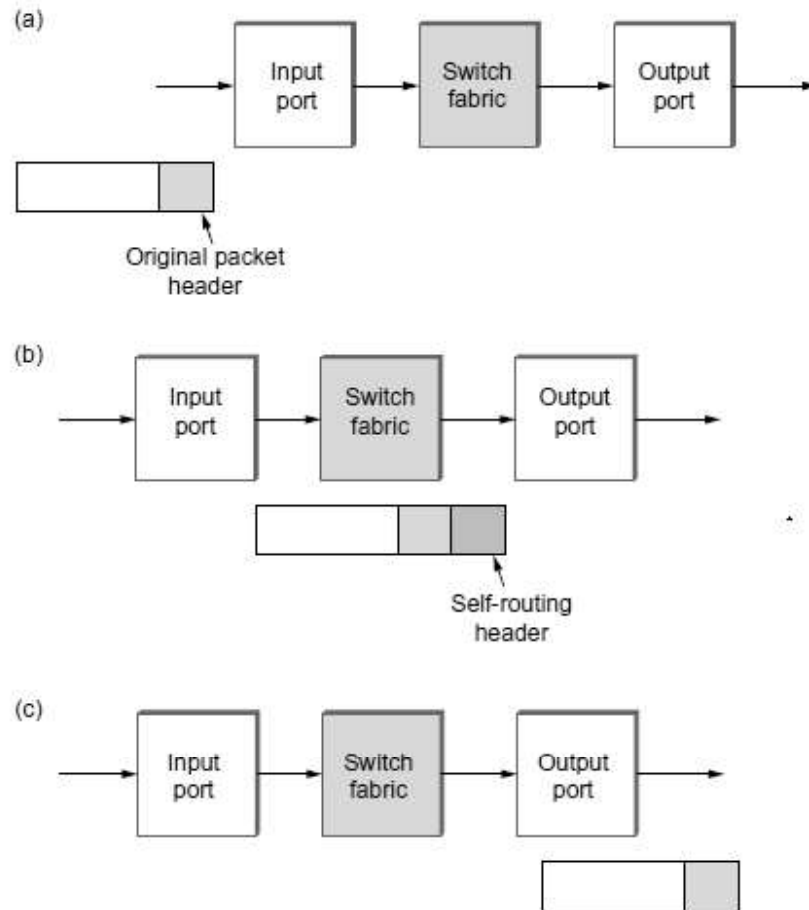 (a)
Input
port
Switch
fabric
Output
port
Original packet
header
(b)
Input
port
Switch
fabric
Output
port
Self-routing
header
(c)
Input
port
Switch
fabric
Output
port